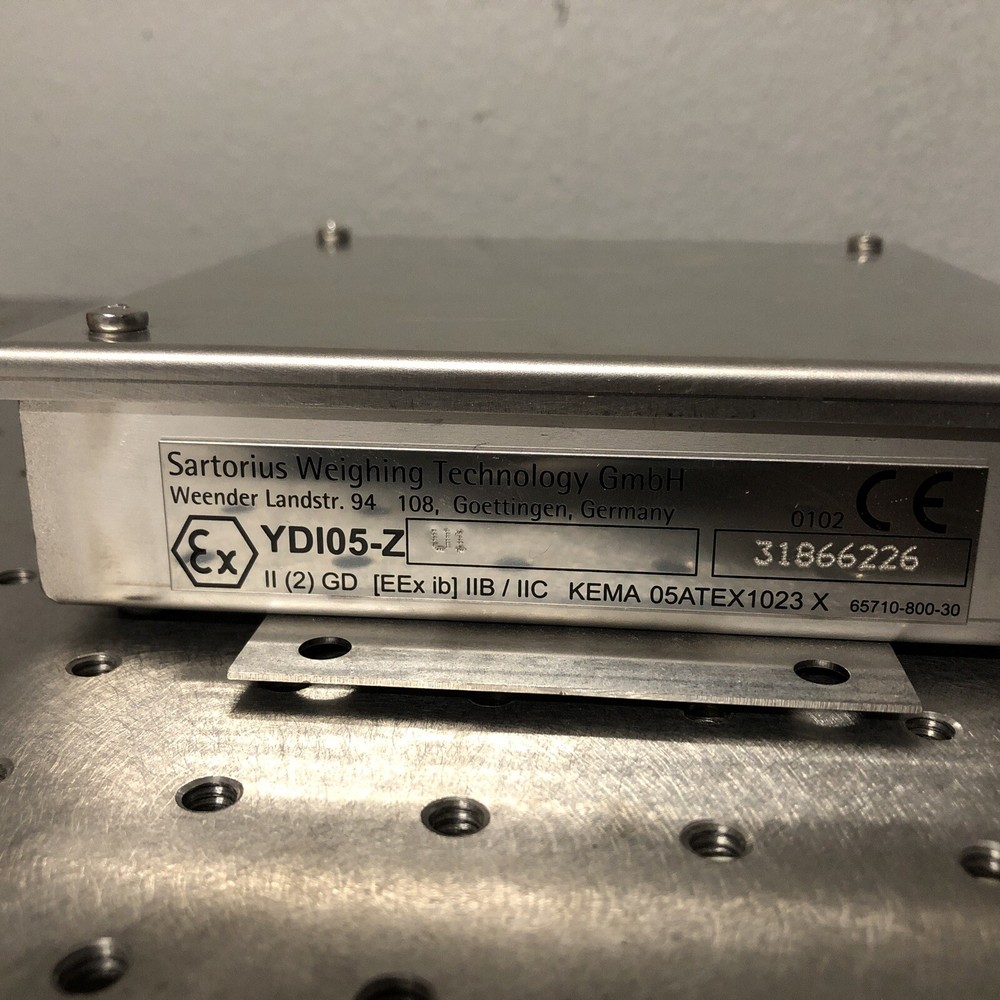 Sartorius Weighing Technology GmbH
Weender Landstr. 94 108, Goettingen, Germany
0102 CE
Ex YDI05-Z U1 31866226
II (2) GD [EEx ib] IIB / IIC KEMA 05ATEX1023 X 65710-800-30